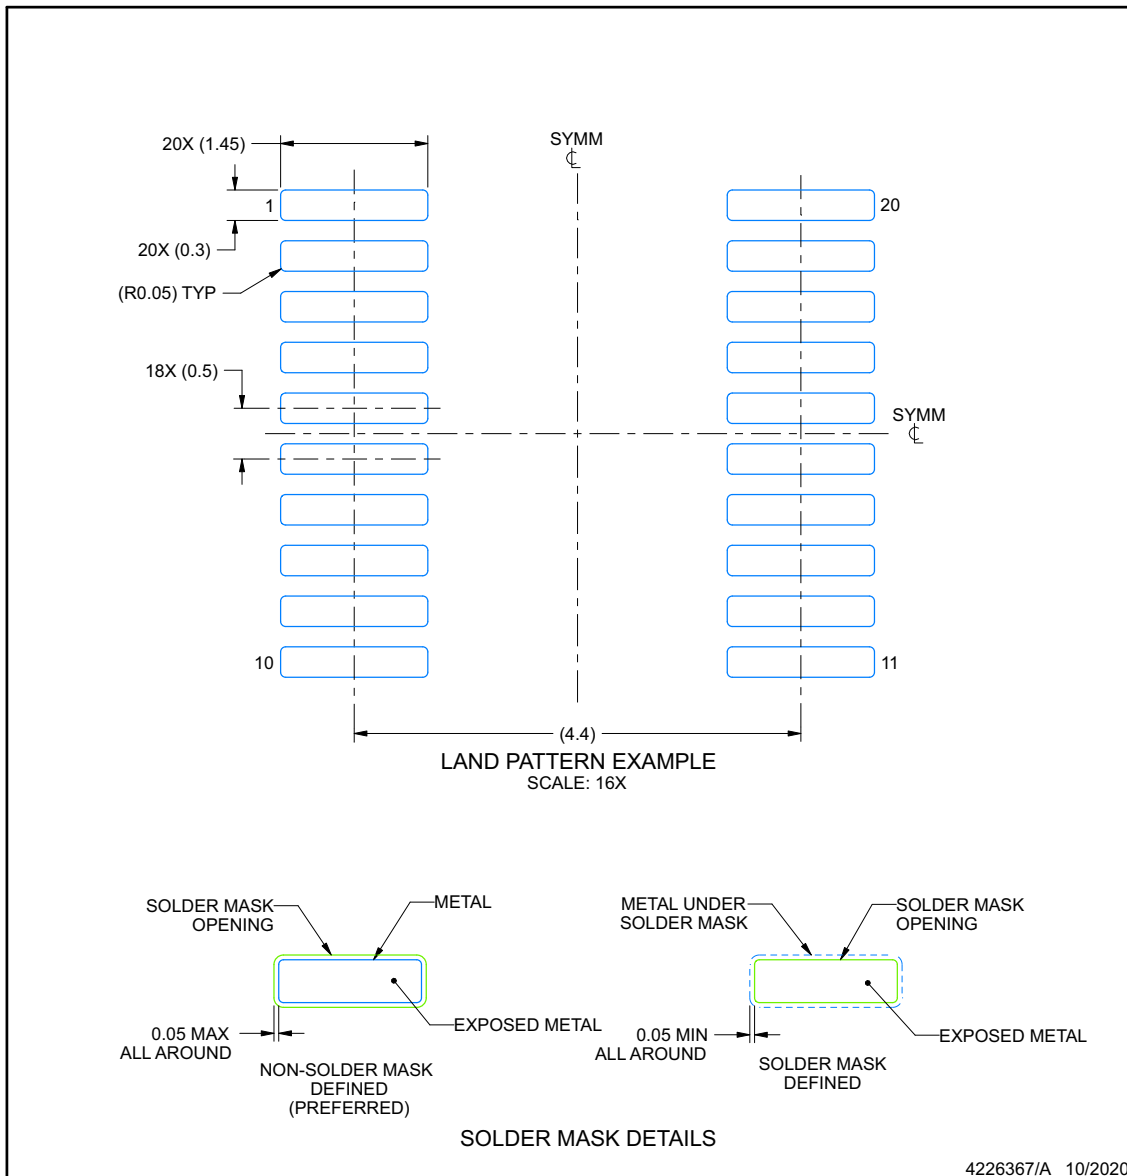 SYMM
℄
20X (1.45)
1
20
20X (0.3)
(R0.05) TYP
18X (0.5)
SYMM
℄
10
11
(4.4)
LAND PATTERN EXAMPLE
SCALE: 16X
SOLDER MASK
OPENING
METAL
EXPOSED METAL
0.05 MAX
ALL AROUND
NON-SOLDER MASK
DEFINED
(PREFERRED)
METAL UNDER
SOLDER MASK
SOLDER MASK
OPENING
EXPOSED METAL
0.05 MIN
ALL AROUND
SOLDER MASK
DEFINED
SOLDER MASK DETAILS
4226367/A 10/2020